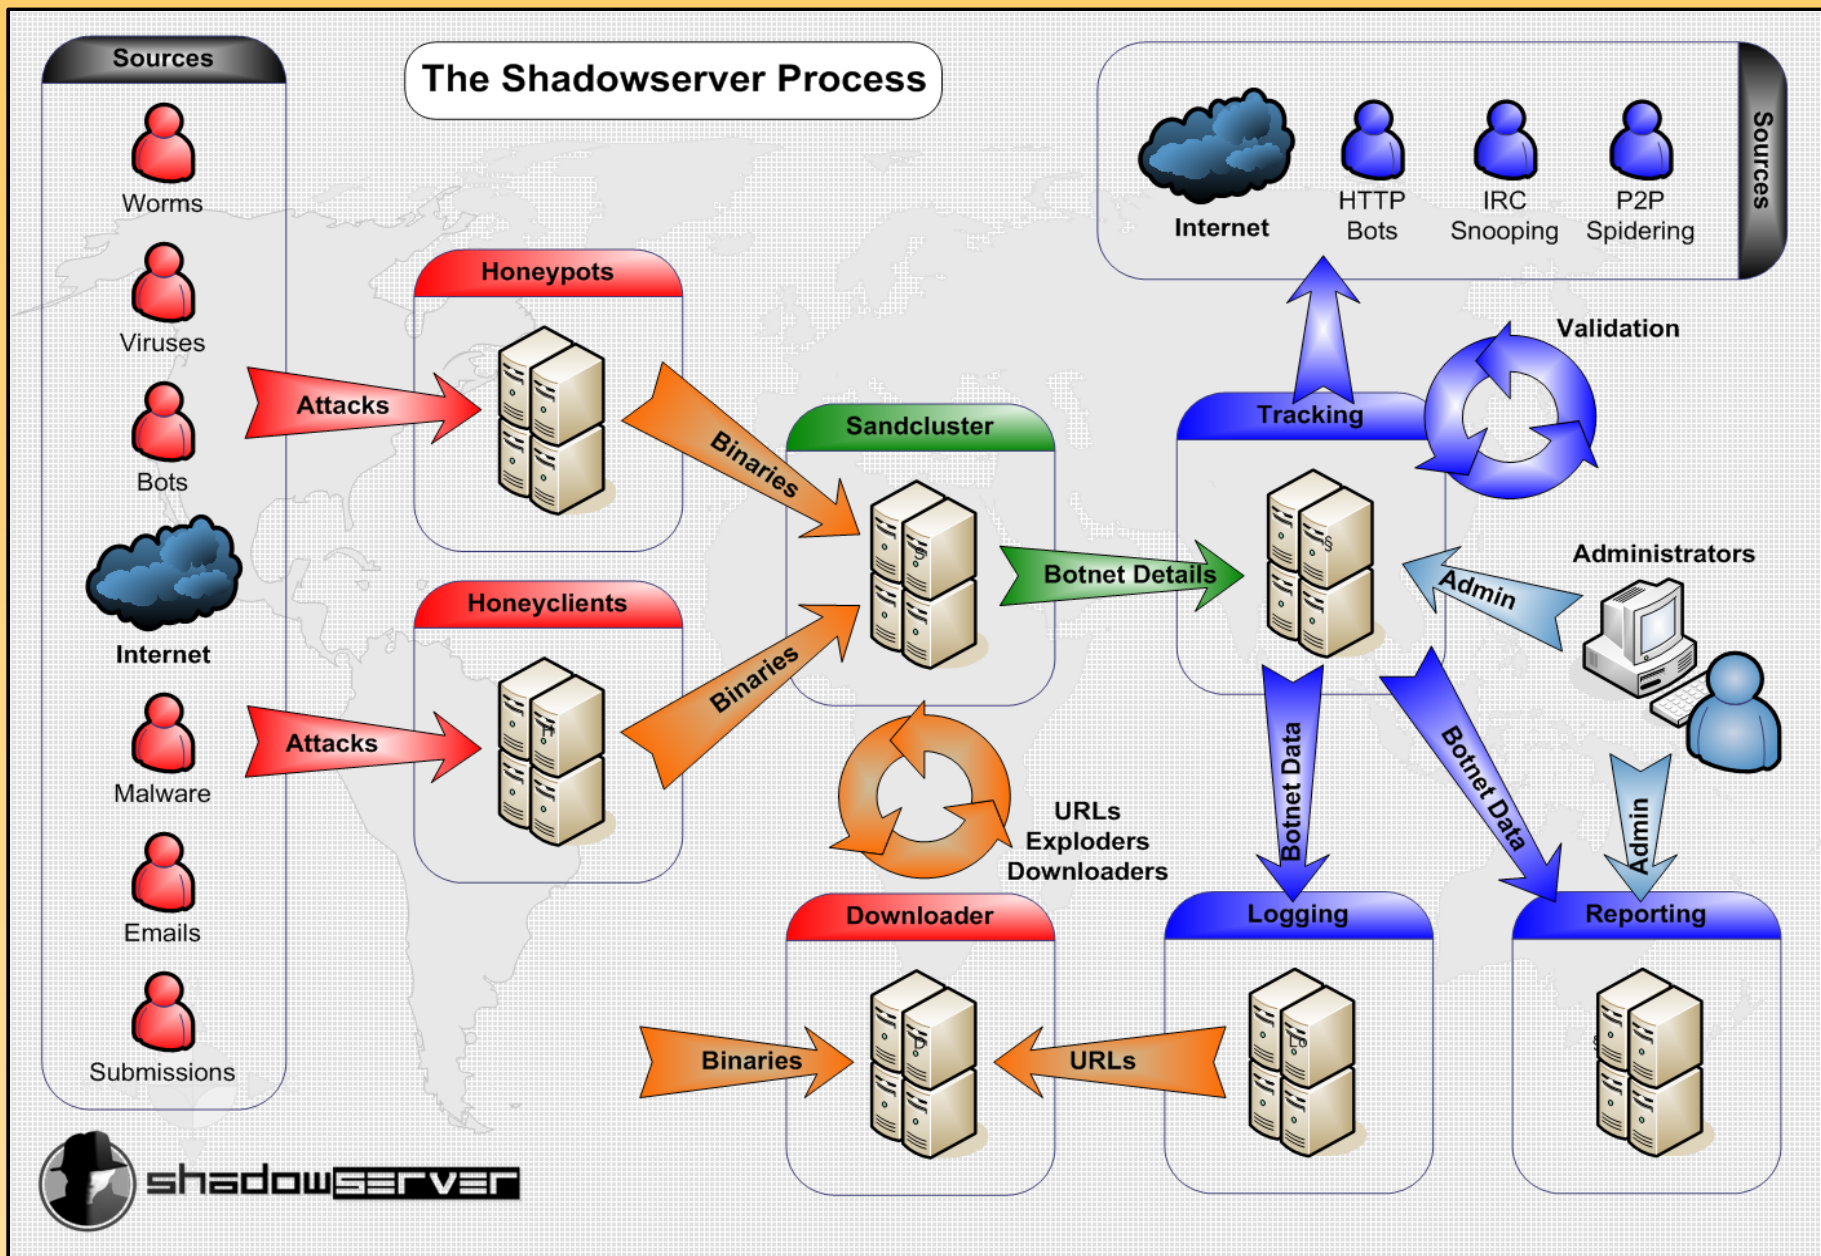 The Shadowserver Process
Sources
Worms
Viruses
Bots
Internet
Malware
Emails
Submissions
Attacks
Attacks
Honeypots
Honeyclients
H
Binaries
Binaries
Sandcluster
S
URLs
Exploders
Downloaders
Botnet Details
Sources
Internet
HTTP
Bots
IRC
Snooping
P2P
Spidering
Validation
Tracking
§
Administrators
Admin
Admin
Botnet Data
Botnet Data
Downloader
D
Binaries
URLs
Logging
Lo
Reporting
§
shadowserver